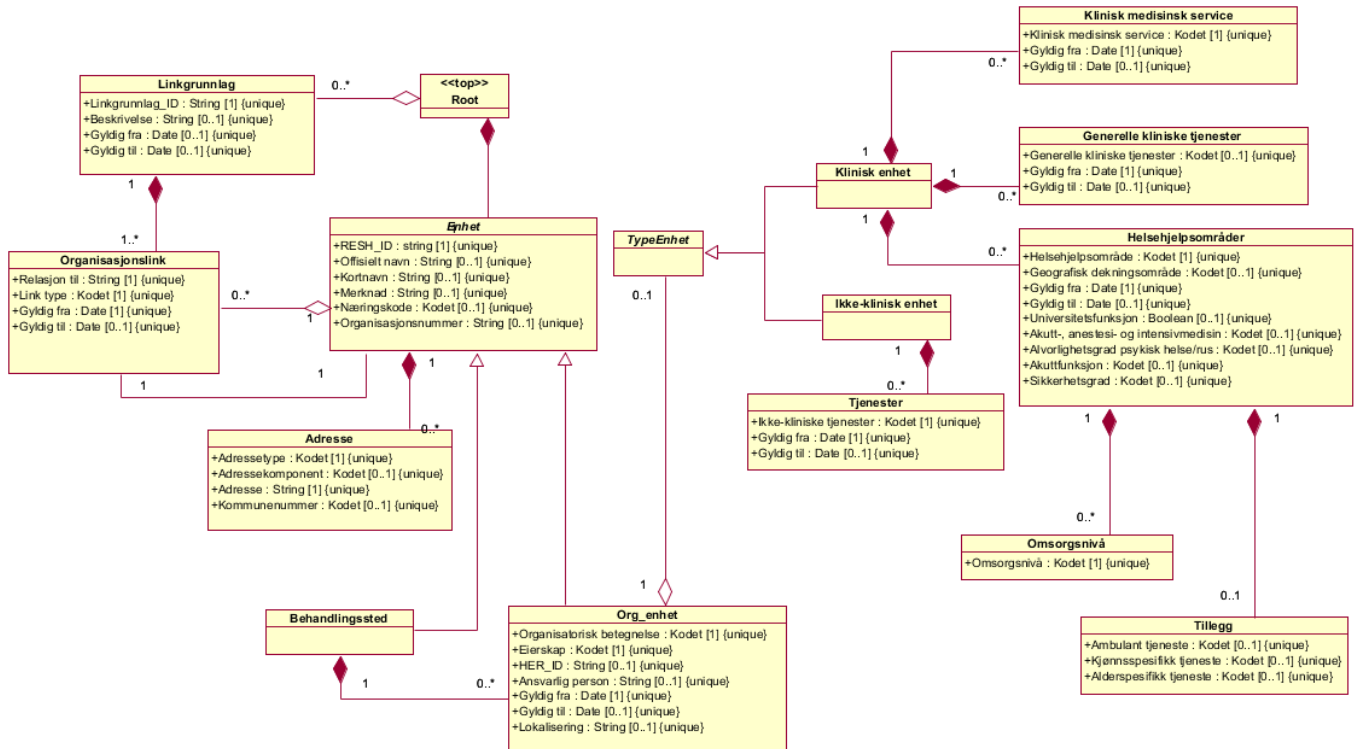 Klinisk medisinsk service
+Klinisk medisinsk service : Kodet [1] {unique}
+Gyldig fra : Date [1] {unique}
+Gyldig til : Date [0..1] {unique}
0..*
1
Linkgrunnlag
+Linkgrunnlag_ID : String [1] {unique}
+Beskrivelse : String [0..1] {unique}
+Gyldig fra : Date [0..1] {unique}
+Gyldig til : Date [0..1] {unique}
0..*
1
1..*
<<top>>
Root
Generelle kliniske tjenester
+Generelle kliniske tjenester : Kodet [0..1] {unique}
+Gyldig fra : Date [1] {unique}
+Gyldig til : Date [0..1] {unique}
1
0..*
Klinisk enhet
1
0..*
Enhet
+RESH_ID : string [1] {unique}
+Offisielt navn : String [0..1] {unique}
+Kortnavn : String [0..1] {unique}
+Merknad : String [0..1] {unique}
+Næringskode : Kodet [0..1] {unique}
+Organisasjonsnummer : String [0..1] {unique}
TypeEnhet
0..1
Helsehjelpsområder
+Helsehjelpsområde : Kodet [1] {unique}
+Geografisk dekningsområde : Kodet [0..1] {unique}
+Gyldig fra : Date [1] {unique}
+Gyldig til : Date [0..1] {unique}
+Universitetsfunksjon : Boolean [0..1] {unique}
+Akutt-, anestesi- og intensivmedisin : Kodet [0..1] {unique}
+Alvorlighetsgrad psykisk helse/rus : Kodet [0..1] {unique}
+Akuttfunksjon : Kodet [0..1] {unique}
+Sikkerhetsgrad : Kodet [0..1] {unique}
Organisasjonslink
+Relasjon til : String [1] {unique}
+Link type : Kodet [1] {unique}
+Gyldig fra : Date [1] {unique}
+Gyldig til : Date [0..1] {unique}
0..*
1
1
1
1
0..*
Ikke-klinisk enhet
1
0..*
Tjenester
+Ikke-kliniske tjenester : Kodet [1] {unique}
+Gyldig fra : Date [1] {unique}
+Gyldig til : Date [0..1] {unique}
1
1
Adresse
+Adressetype : Kodet [1] {unique}
+Adressekomponent : Kodet [0..1] {unique}
+Adresse : String [1] {unique}
+Kommunenummer : Kodet [0..1] {unique}
0..*
Omsorgsnivå
+Omsorgsnivå : Kodet [1] {unique}
0..1
Behandlingssted
1
0..*
1
Org_enhet
+Organisatorisk betegnelse : Kodet [1] {unique}
+Eierskap : Kodet [1] {unique}
+HER_ID : String [0..1] {unique}
+Ansvarlig person : String [0..1] {unique}
+Gyldig fra : Date [1] {unique}
+Gyldig til : Date [0..1] {unique}
+Lokalisering : String [0..1] {unique}
Tillegg
+Ambulant tjeneste : Kodet [0..1] {unique}
+Kjønnsspesifikk tjeneste : Kodet [0..1] {unique}
+Alderspesifikk tjeneste : Kodet [0..1] {unique}